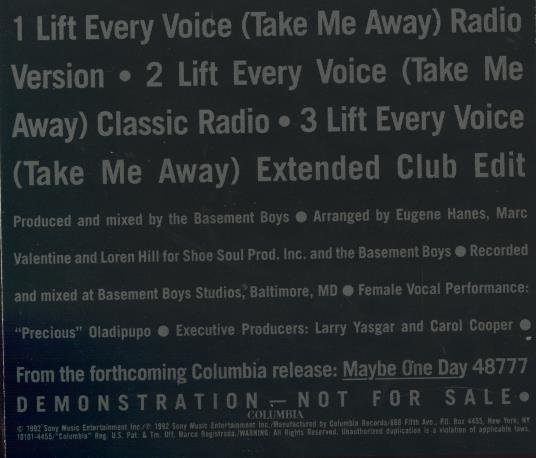 1 Lift Every Voice (Take Me Away) Radio
Version • 2 Lift Every Voice (Take Me
Away) Classic Radio • 3 Lift Every Voice
(Take Me Away) Extended Club Edit
Produced and mixed by the Basement Boys ● Arranged by Eugene Hanes, Marc
Valentine and Loren Hill for Shoe Soul Prod. Inc. and the Basement Boys ● Recorded
and mixed at Basement Boys Studios, Baltimore, MD ● Female Vocal Performance:
"Precious" Oladipupo ● Executive Producers: Larry Yasgar and Carol Cooper ●
From the forthcoming Columbia release: Maybe One Day 48777
DEMONSTRATION — NOT FOR SALE●
COLUMBIA
© 1992 Sony Music Entertainment Inc./℗ 1992 Sony Music Entertainment Inc./Manufactured by Columbia Records/666 Fifth Ave., P.O. Box 4455, New York, NY
10101-4455/"Columbia" Reg. U.S. Pat. & Tm. Off. Marca Registrada./WARNING: All Rights Reserved. Unauthorized duplication is a violation of applicable laws.